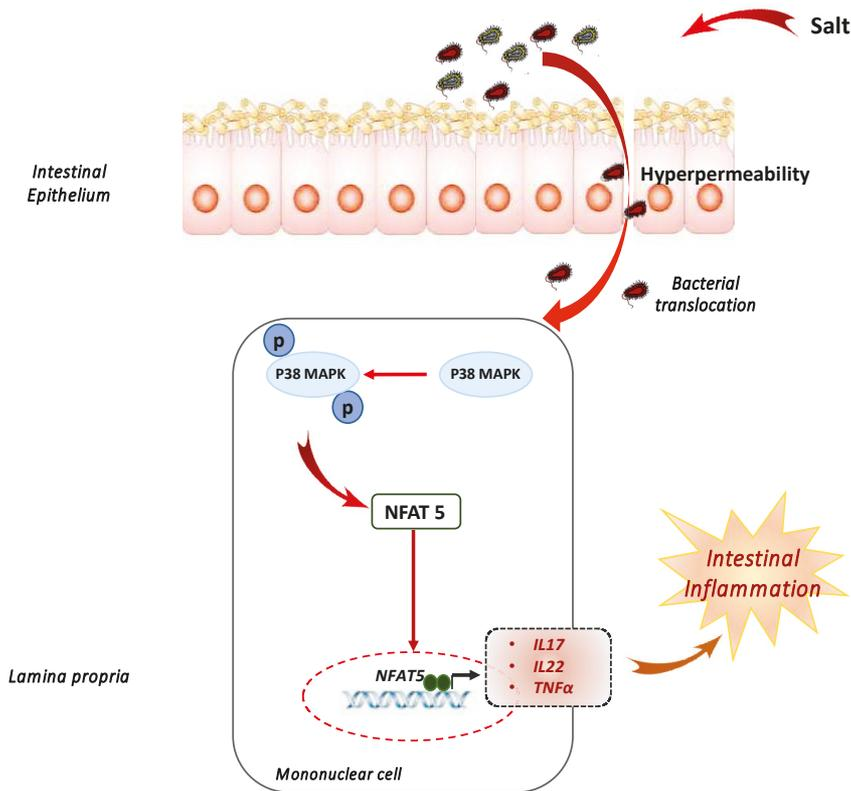 Salt
Intestinal
Epithelium
Hyperpermeability
Bacterial
translocation
p
P38 MAPK
P38 MAPK
p
NFAT 5
Intestinal
Inflammation
Lamina propria
NFAT5
• IL17
• IL22
• TNFα
Mononuclear cell